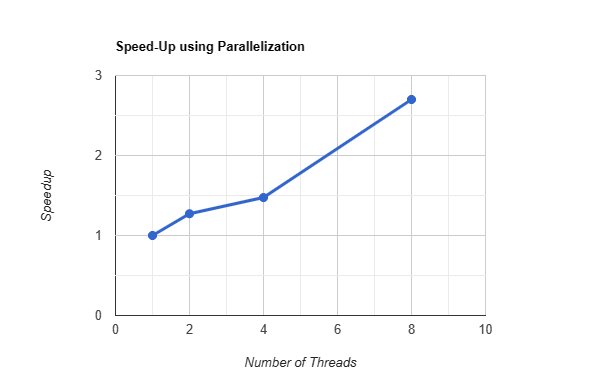 Speed-Up using Parallelization
3
2
1
0
Speedup
0 2 4 6 8 10
Number of Threads